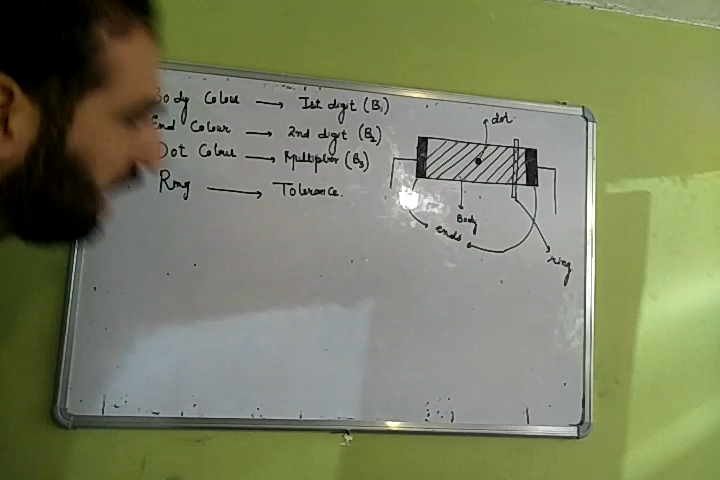 Body Colour → Ist digit (B₁)
End Colour → 2nd digit (B₂)
Dot Colour → Multiplier (B₃)
Ring → Tolerance.
dot
Body
ends
ring